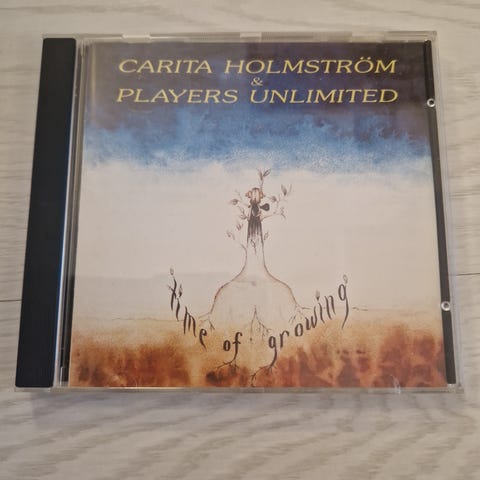 CARITA HOLMSTRÖM
&
PLAYERS UNLIMITED
time of growing